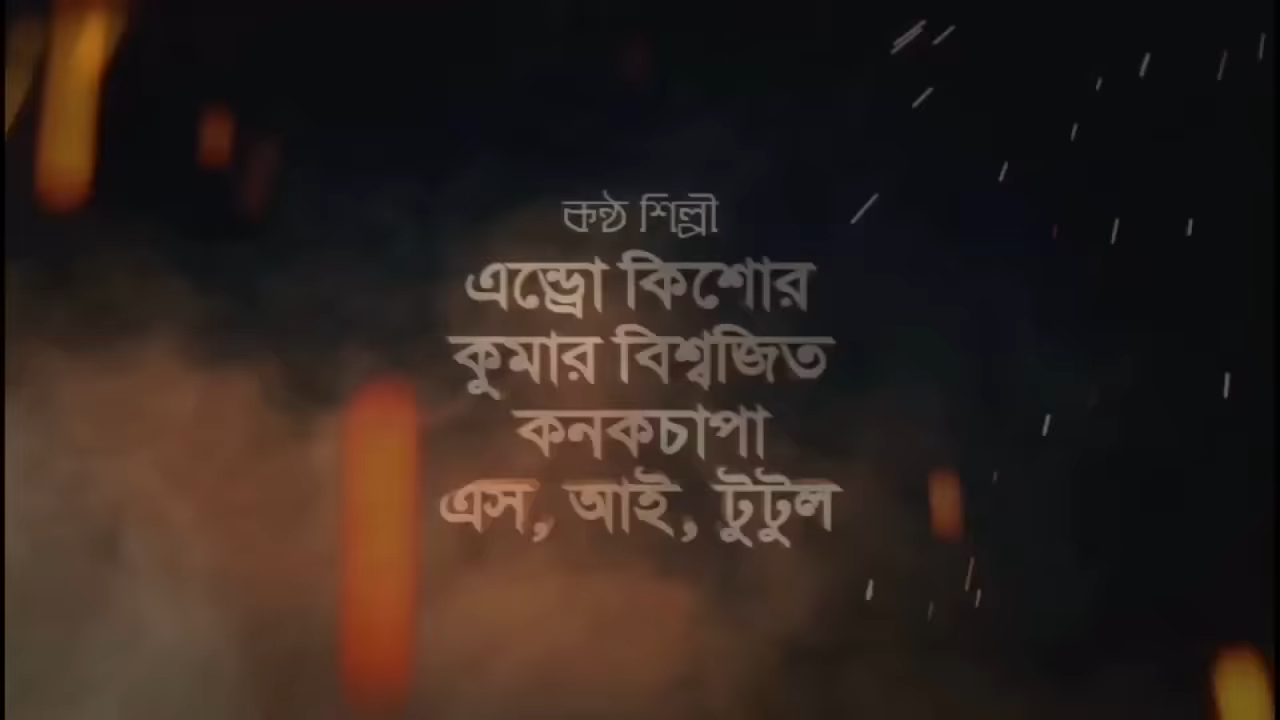 কন্ঠ শিল্পী
এন্ড্রো কিশোর
কুমার বিশ্বজিত
কনকচাপা
এস, আই, টুটুল